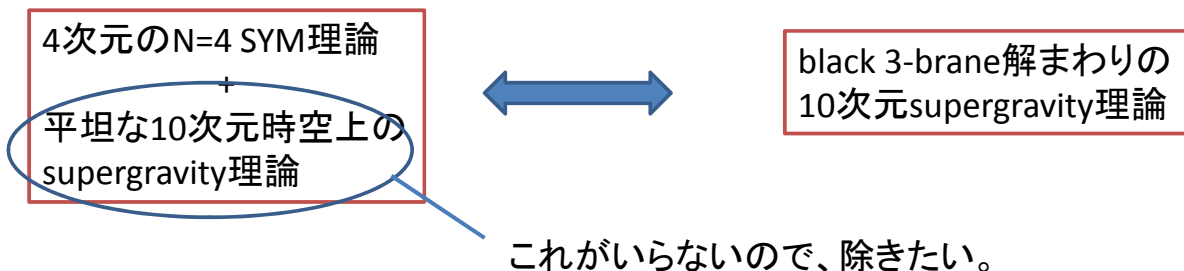 4次元のN=4 SYM理論
+
平坦な10次元時空上の
supergravity理論
black 3-brane解まわりの
10次元supergravity理論
これがいらないので、除きたい。